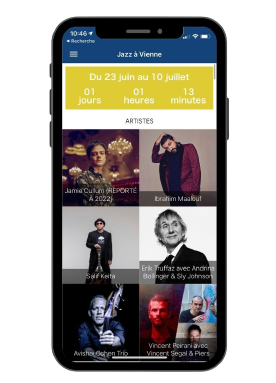 10:46
Recherche
Jazz à Vienne
Du 23 juin au 10 juillet
01 01 13
jours heures minutes
ARTISTES
Jamie Cullum (REPORTÉ
À 2022)
Ibrahim Maalouf
Salif Keita
Erik Truffaz avec Andrina
Bollinger & Sly Johnson
Avishai Cohen Trio
Vincent Peirani avec
Vincent Segal & Piers